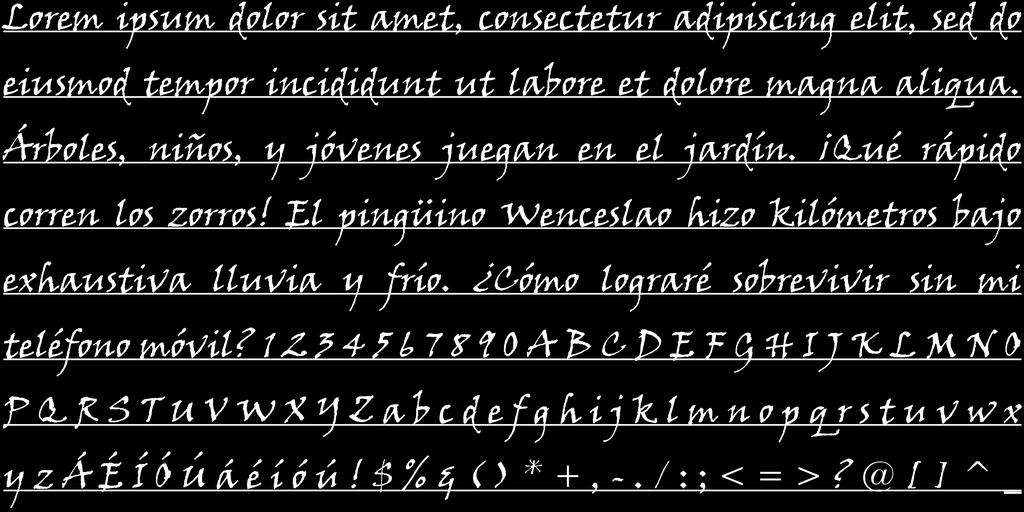 Lorem ipsum dolor sit amet, consectetur adipiscing elit, sed do
eiusmod tempor incididunt ut labore et dolore magna aliqua.
Árboles, niños, y jóvenes juegan en el jardín. ¡Qué rápido
corren los zorros! El pingüino Wenceslao hizo kilómetros bajo
exhaustiva lluvia y frío. ¿Cómo lograré sobrevivir sin mi
teléfono móvil? 1 2 3 4 5 6 7 8 9 0 A B C D E F G H I J K L M N O
P Q R S T U V W X Y Z a b c d e f g h i j k l m n o p q r s t u v w x
y z Á É Í Ó Ú á é í ó ú ! $ % & ( ) * + , - . / : ; < = > ? @ [ ] ^ _